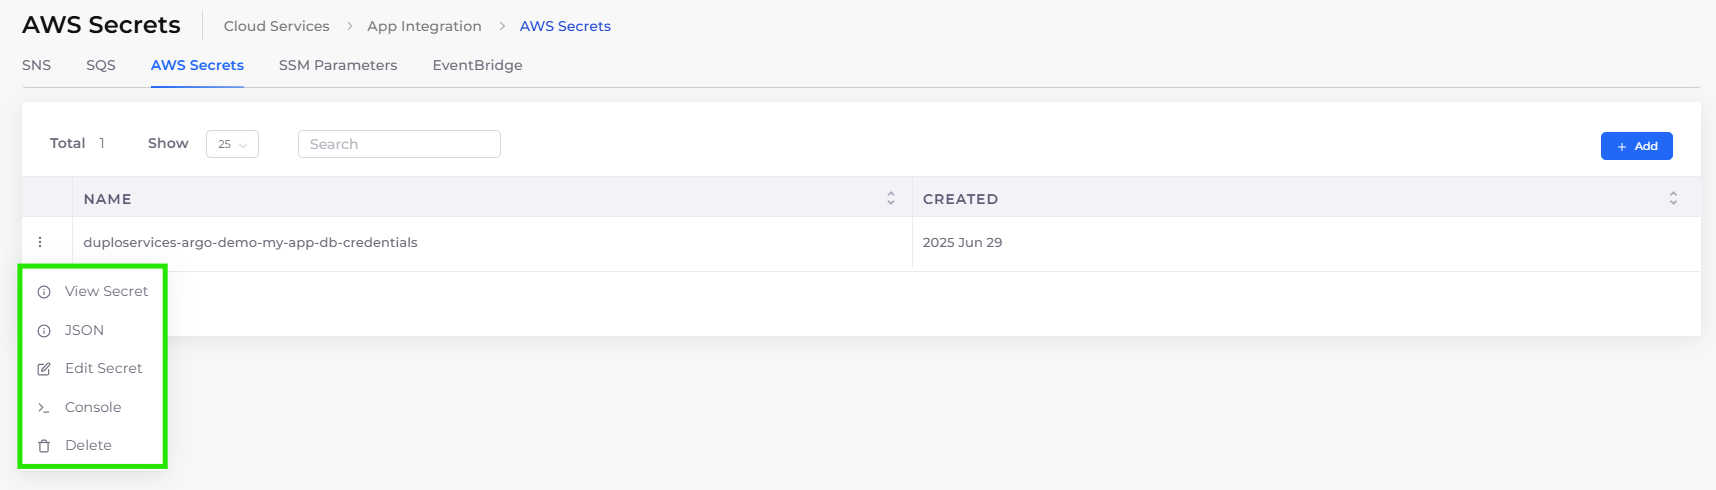 AWS Secrets Cloud Services > App Integration > AWS Secrets
SNS SQS AWS Secrets SSM Parameters EventBridge
Total 1 Show 25 Search + Add
NAME CREATED
duploservices-argo-demo-my-app-db-credentials 2025 Jun 29
View Secret
JSON
Edit Secret
Console
Delete